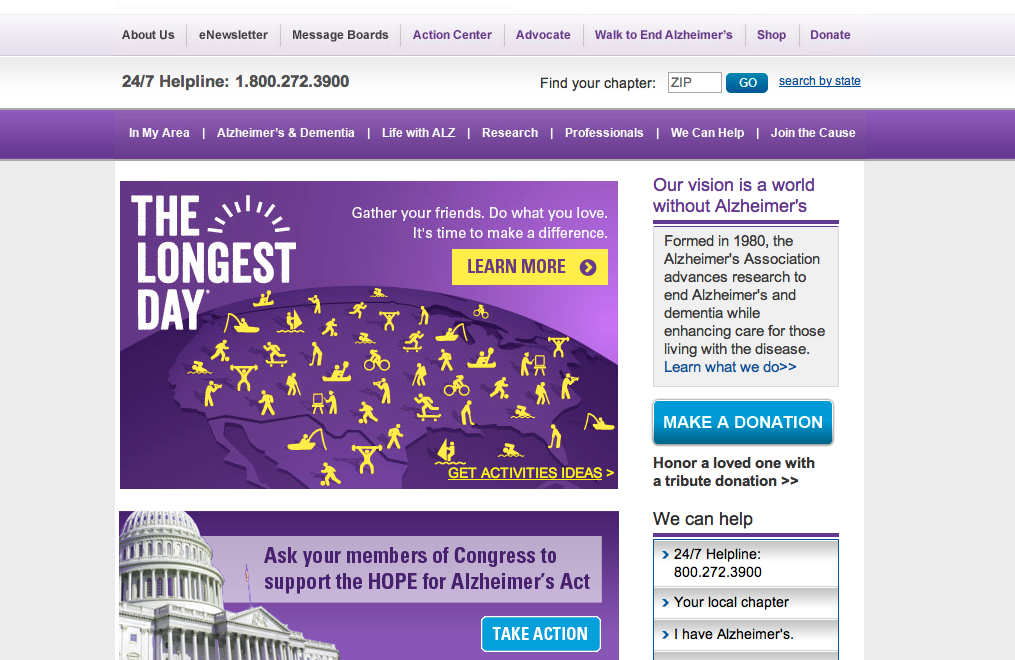 About Us eNewsletter Message Boards Action Center Advocate Walk to End Alzheimer's Shop Donate
24/7 Helpline: 1.800.272.3900 Find your chapter: ZIP GO search by state
In My Area | Alzheimer's & Dementia | Life with ALZ | Research | Professionals | We Can Help | Join the Cause
THE
LONGEST
DAY
Gather your friends. Do what you love.
It's time to make a difference.
LEARN MORE
GET ACTIVITIES IDEAS >
Our vision is a world
without Alzheimer's
Formed in 1980, the
Alzheimer's Association
advances research to
end Alzheimer's and
dementia while
enhancing care for those
living with the disease.
Learn what we do>>
MAKE A DONATION
Honor a loved one with
a tribute donation >>
Ask your members of Congress to
support the HOPE for Alzheimer's Act
TAKE ACTION
We can help
24/7 Helpline:
800.272.3900
Your local chapter
I have Alzheimer's.